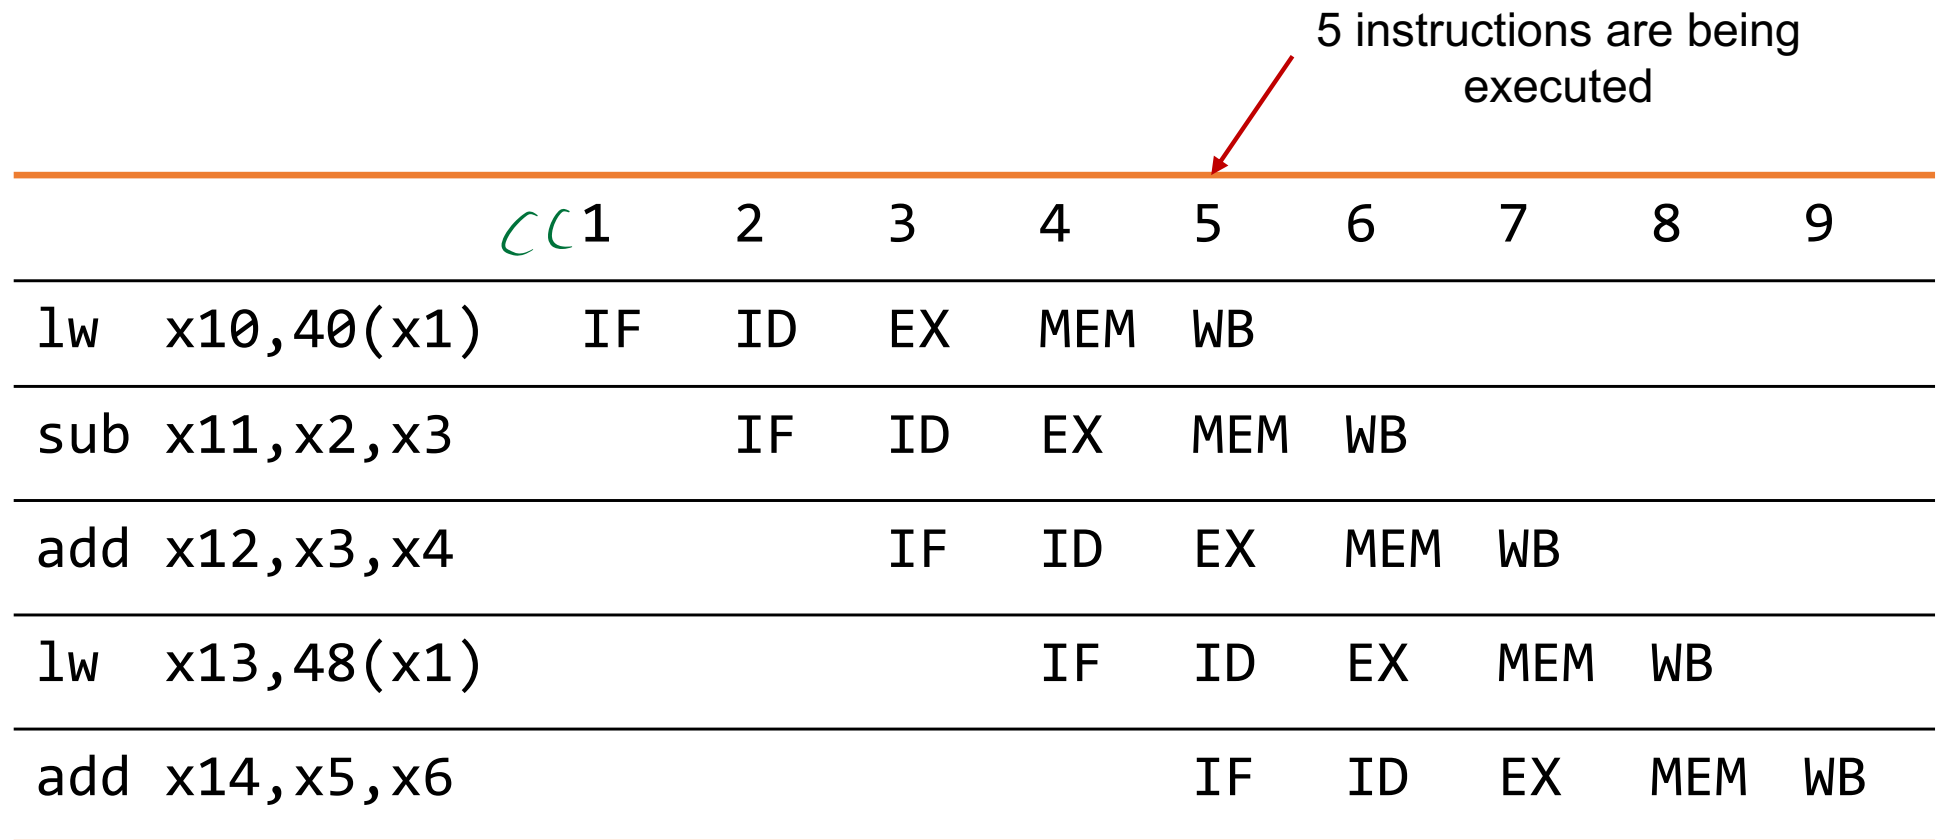 5 instructions are being
executed
CC 1 2 3 4 5 6 7 8 9
lw x10,40(x1) IF ID EX MEM WB
sub x11,x2,x3 IF ID EX MEM WB
add x12,x3,x4 IF ID EX MEM WB
lw x13,48(x1) IF ID EX MEM WB
add x14,x5,x6 IF ID EX MEM WB